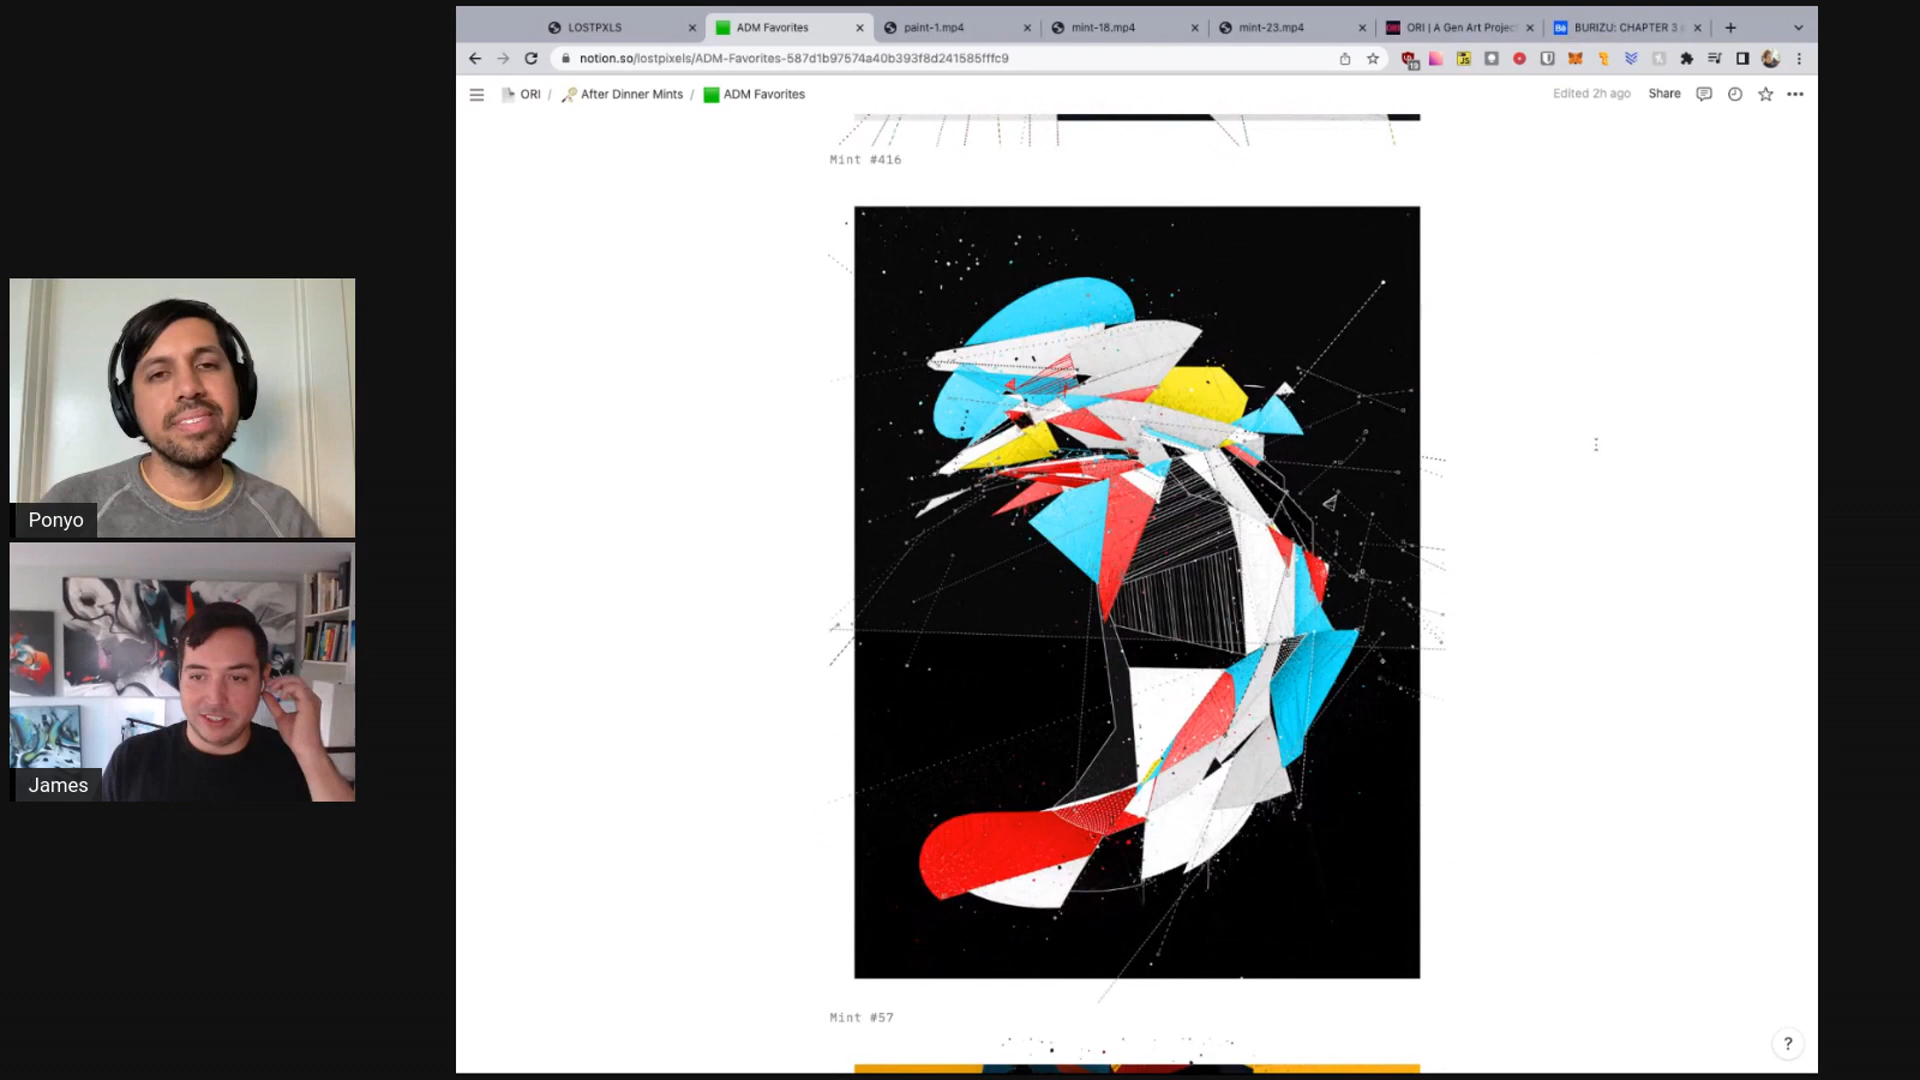 LOSTPXLS
ADM Favorites
paint-1.mp4
mint-18.mp4
mint-23.mp4
ORI | A Gen Art Projec
BURIZU: CHAPTER 3
notion.so/lostpixels/ADM-Favorites-587d1b97574a40b393f8d241585fffc9
ORI / After Dinner Mints / ADM Favorites
Edited 2h ago
Share
Mint #416
Mint #57
Ponyo
James
?